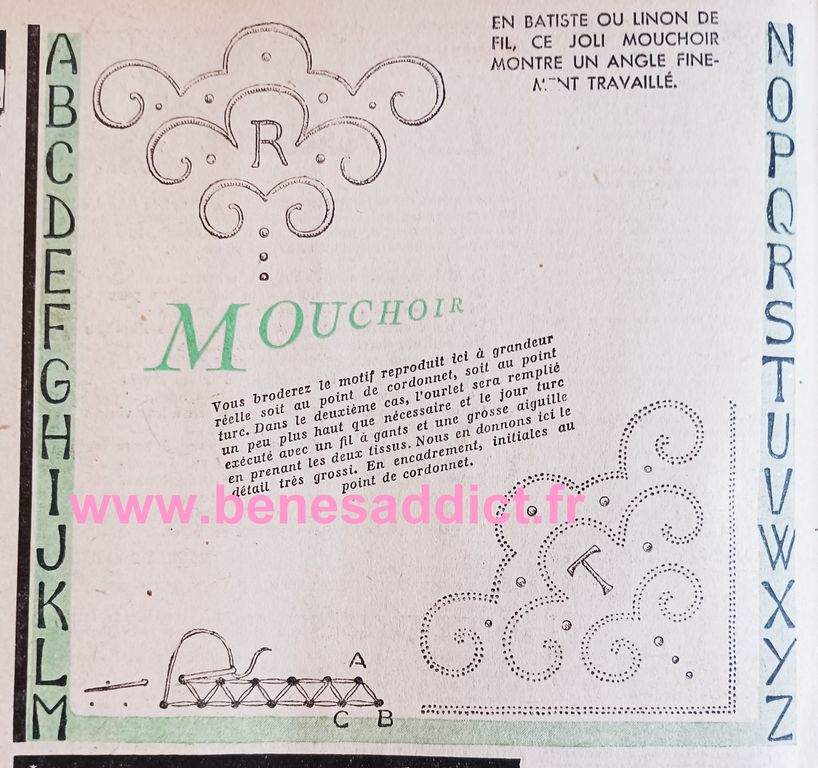 EN BATISTE OU LINON DE
FIL, CE JOLI MOUCHOIR
MONTRE UN ANGLE FINE-
MENT TRAVAILLÉ.
A
B
C
D
E
F
G
H
I
J
K
L
M
R
MOUCHOIR
Vous broderez le motif reproduit ici à grandeur
réelle soit au point de cordonnet, soit au point
turc. Dans le deuxième cas, l'ourlet sera remplié
un peu plus haut que nécessaire et le jour turc
exécuté avec un fil à gants et une grosse aiguille
en prenant les deux tissus. Nous en donnons ici le
détail très grossi. En encadrement, initiales au
point de cordonnet.
www.benesaddict.fr
T
A
C B
N
O
P
Q
R
S
T
U
V
W
X
Y
Z